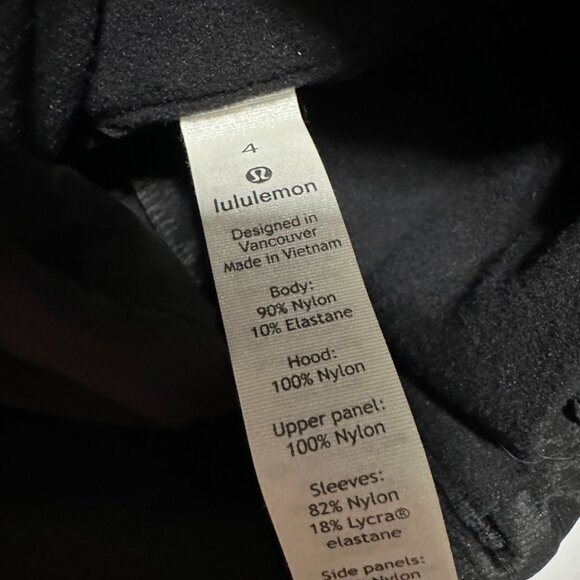 4
lululemon
Designed in
Vancouver
Made in Vietnam
Body:
90% Nylon
10% Elastane
Hood:
100% Nylon
Upper panel:
100% Nylon
Sleeves:
82% Nylon
18% Lycra®
elastane
Side panels:
Nylon